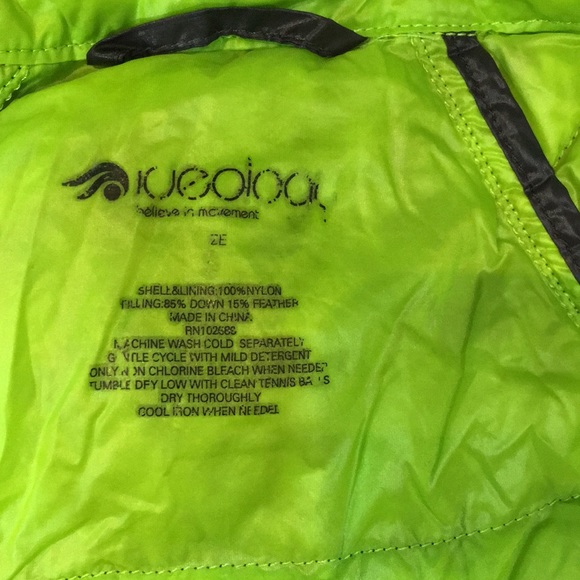 ideology
believe in movement
SHELL&LINING:100%NYLON
FILLING:85% DOWN 15% FEATHER
MADE IN CHINA
RN102688
MACHINE WASH COLD SEPARATELY
GENTLE CYCLE WITH MILD DETERGENT
ONLY NON CHLORINE BLEACH WHEN NEEDED
TUMBLE DRY LOW WITH CLEAN TENNIS BALLS
DRY THOROUGHLY
COOL IRON WHEN NEEDED